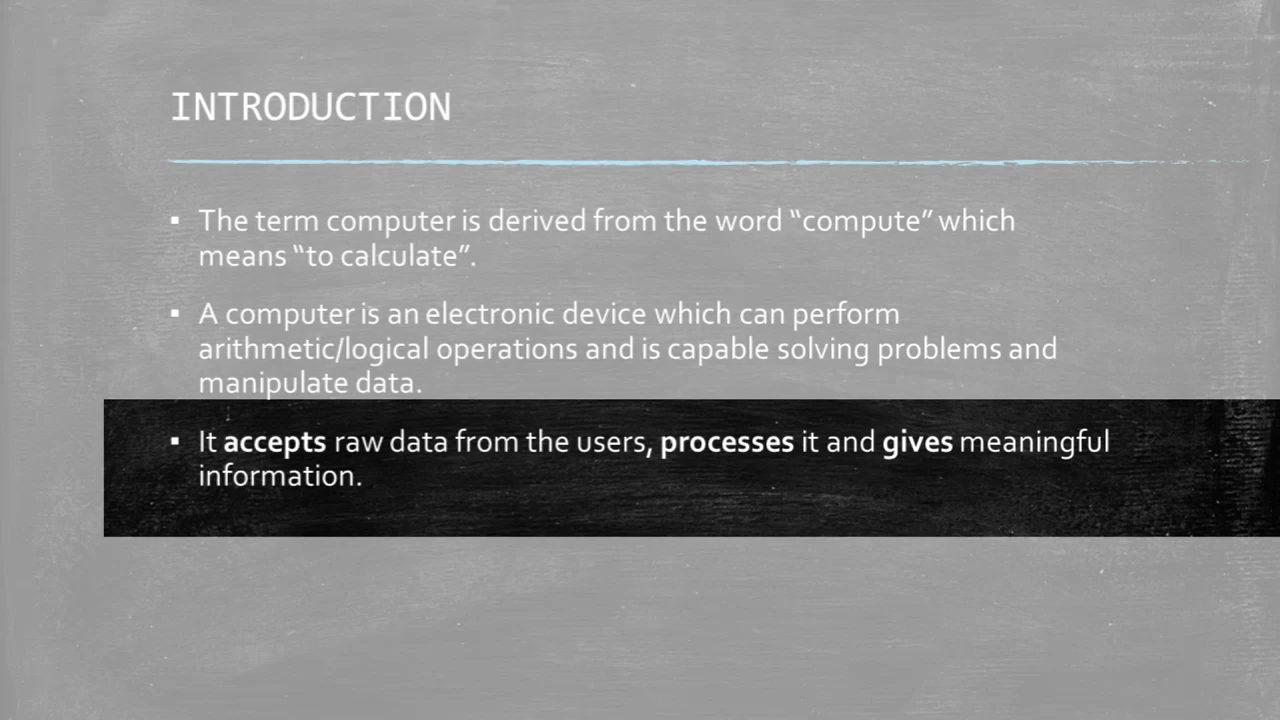 INTRODUCTION
▪ The term computer is derived from the word “compute” which
means “to calculate”.
▪ A computer is an electronic device which can perform
arithmetic/logical operations and is capable solving problems and
manipulate data.
▪ It accepts raw data from the users, processes it and gives meaningful
information.